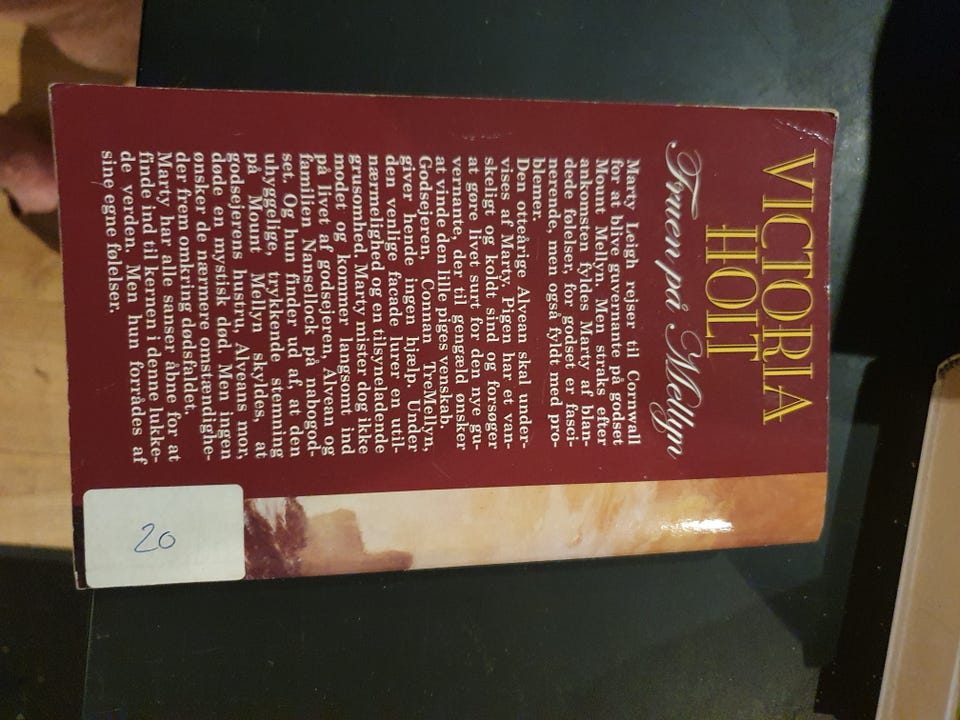 VICTORIA
HOLT
Fruen på Mellyn
Marty Leigh rejser til Cornwall
for at blive guvernante på godset
Mount Mellyn. Men straks efter
ankomsten fyldes Marty af blan-
dede følelser, for godset er fasci-
nerende, men også fyldt med pro-
blemer.
Den otteårige Alvean skal under-
vises af Marty. Pigen har et van-
skeligt og koldt sind og forsøger
at gøre livet surt for den nye gu-
vernante, der til gengæld ønsker
at vinde den lille piges venskab.
Godsejeren, Connan TreMellyn,
giver hende ingen hjælp. Under
den venlige facade lurer en util-
nærmelighed og en tilsyneladende
grusomhed. Marty mister dog ikke
modet og kommer langsomt ind
på livet af godsejeren, Alvean og
familien Nansellock på nabogod-
set. Og hun finder ud af, at den
uhyggelige, trykkende stemning
på Mount Mellyn skyldes, at
godsejerens hustru, Alveans mor,
døde en mystisk død. Men ingen
ønsker de nærmere omstændighe-
der frem omkring dødsfaldet.
Marty har alle sanser åbne for at
finde ind til kernen i denne lukke-
de verden. Men hun forrådes af
sine egne følelser.
20